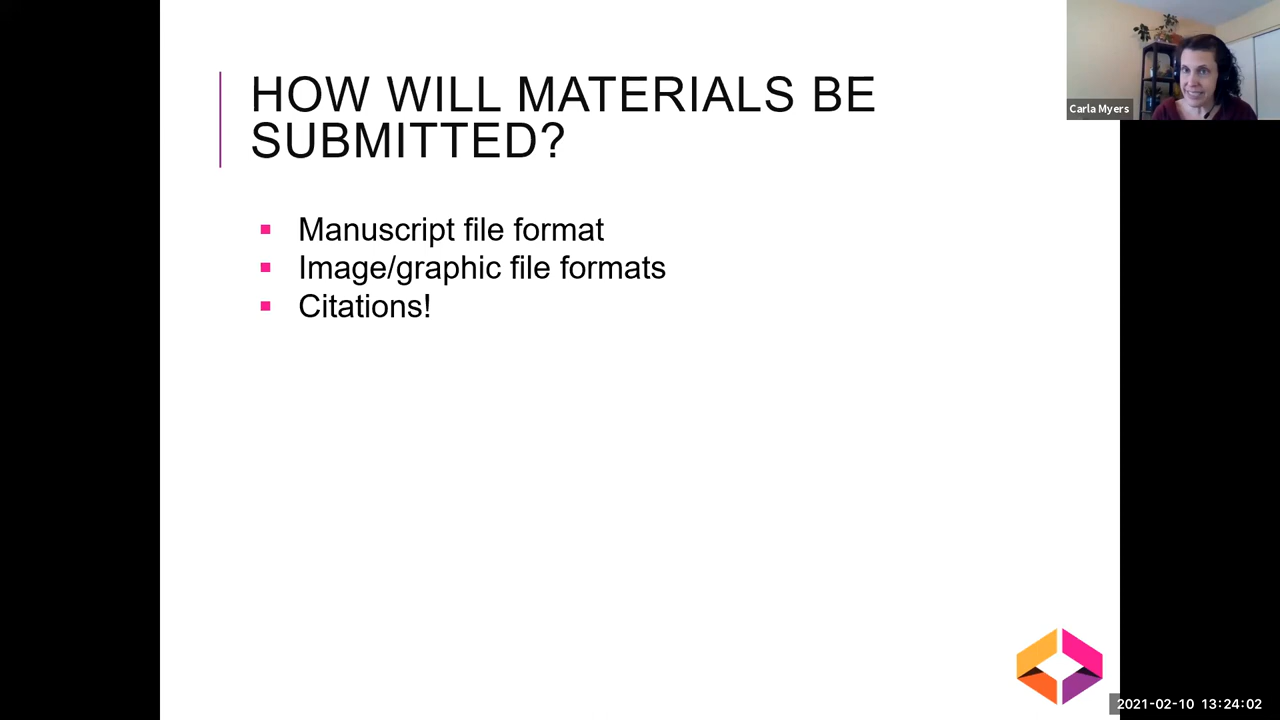 HOW WILL MATERIALS BE
SUBMITTED?
Manuscript file format
Image/graphic file formats
Citations!
Carla Myers
2021-02-10 13:24:02